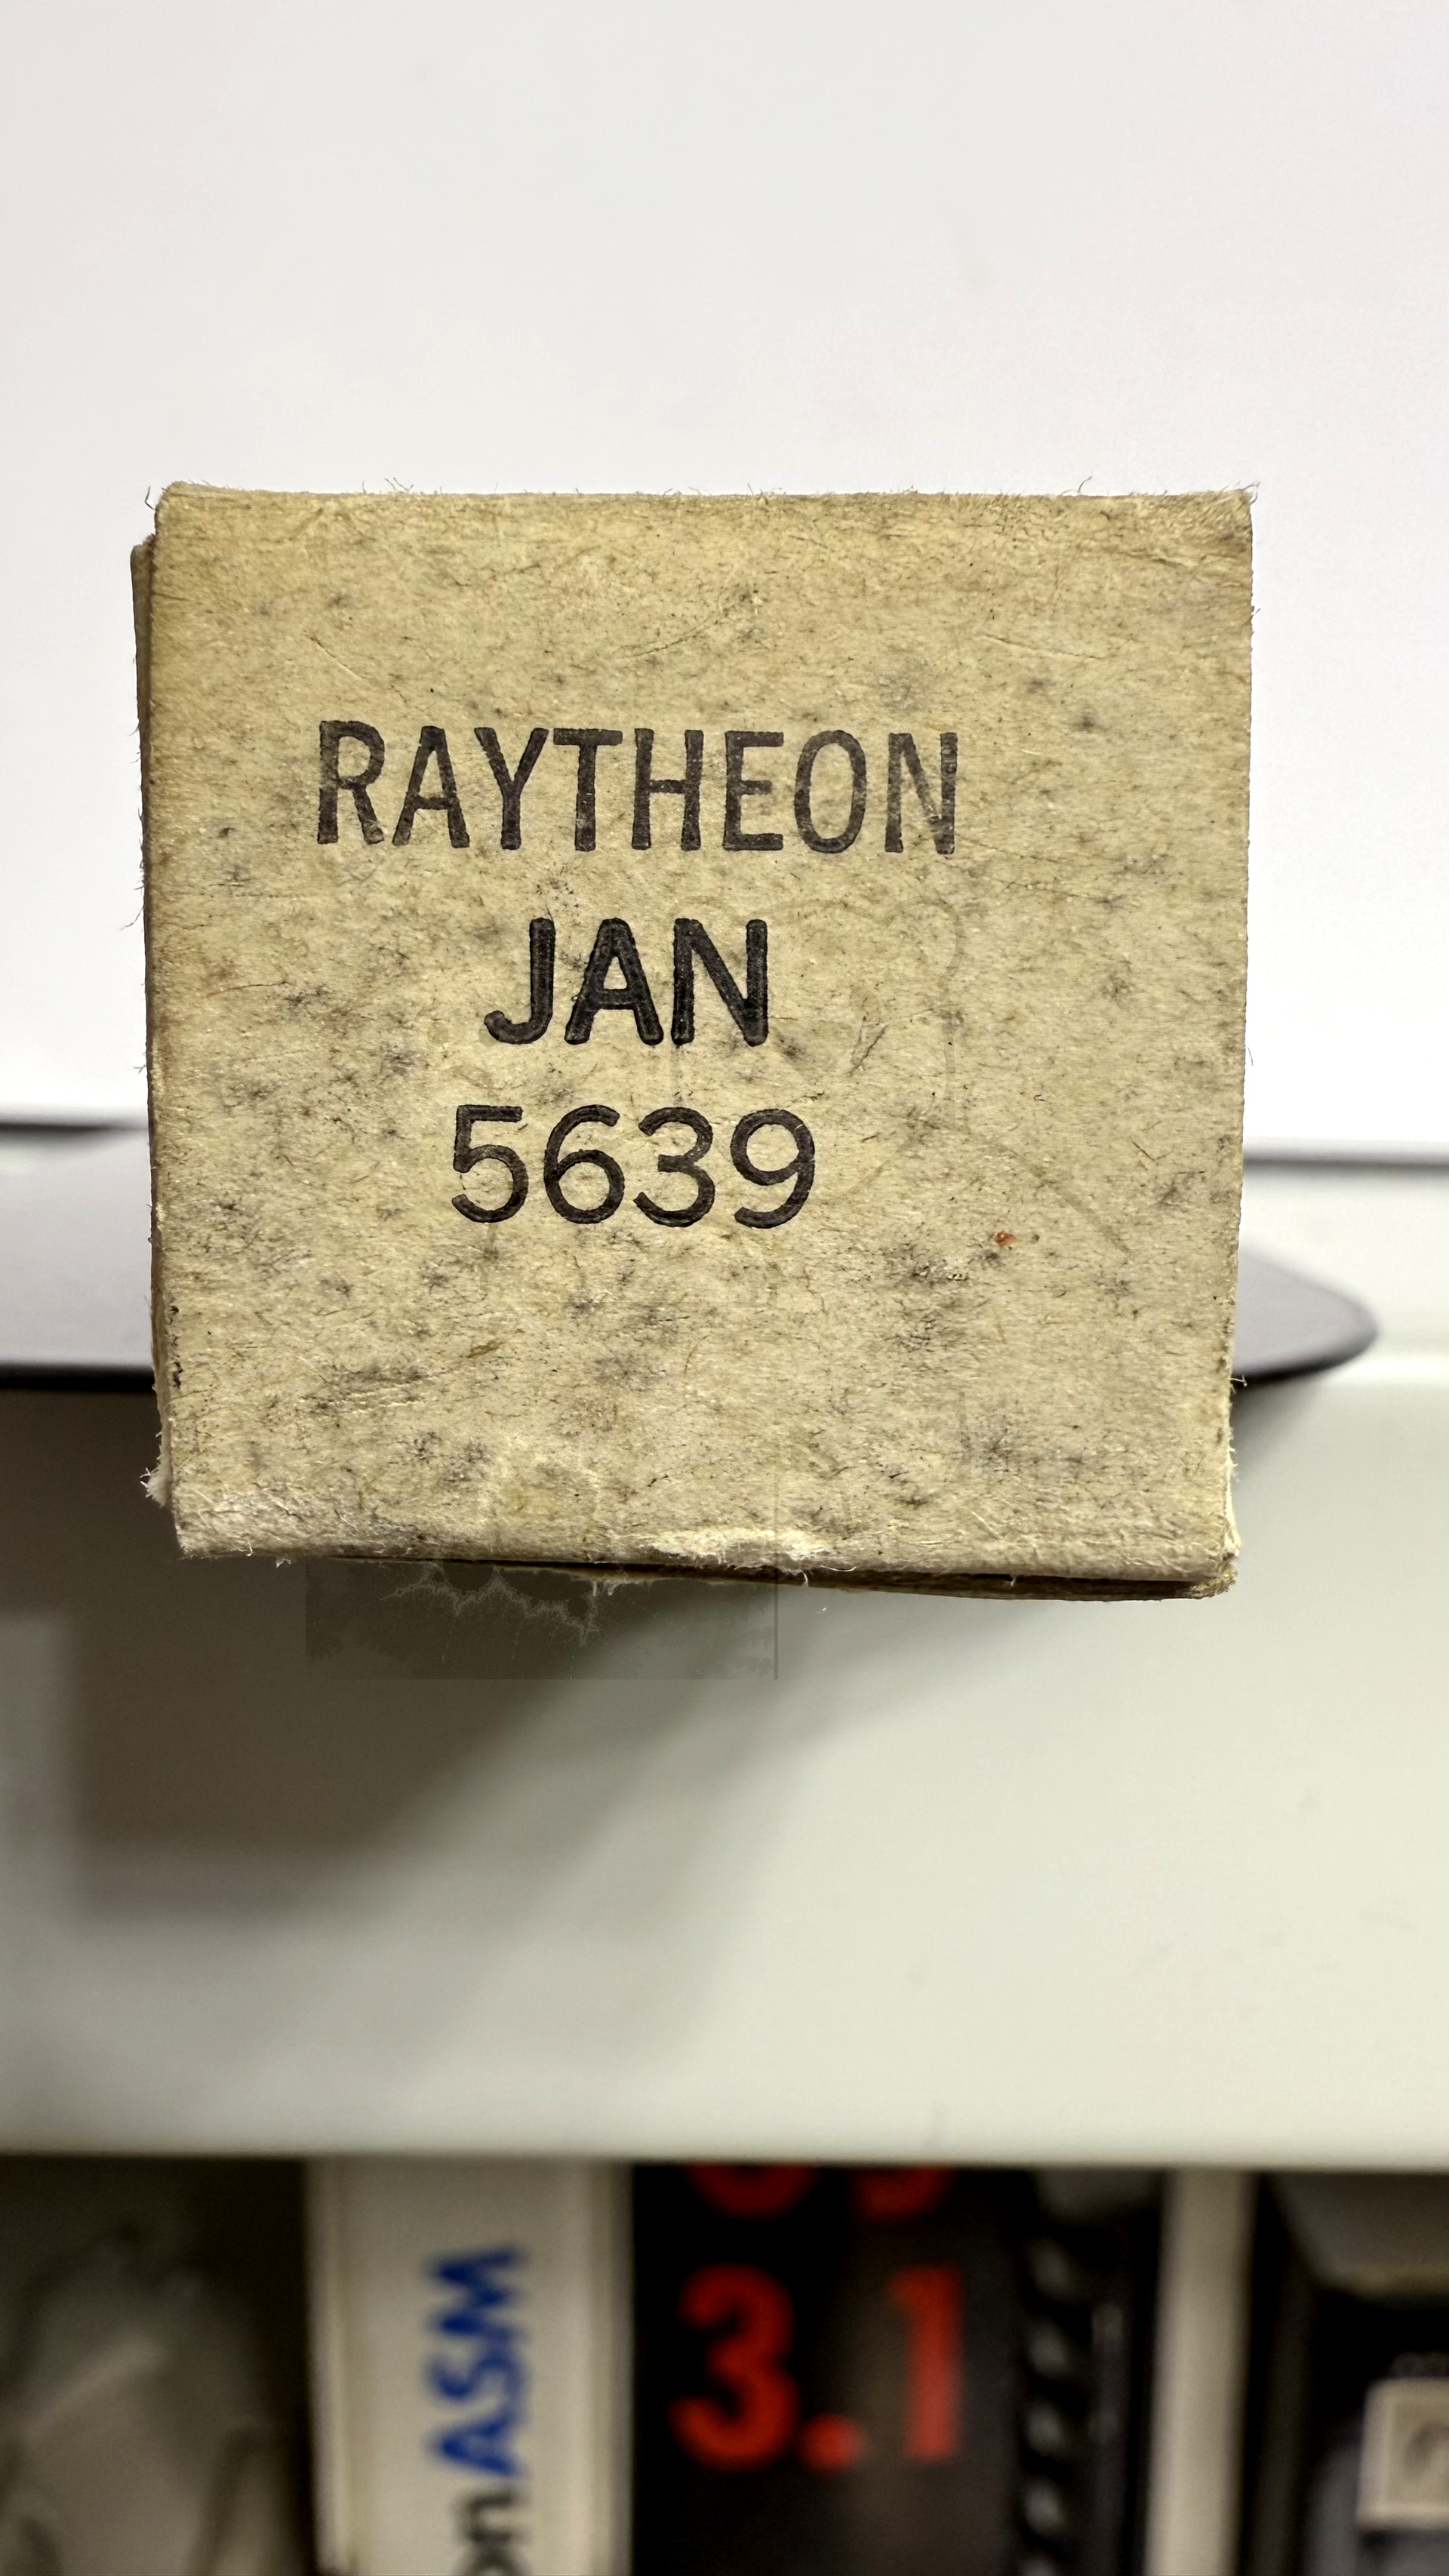 RAYTHEON
JAN
5639
ASM
3.1